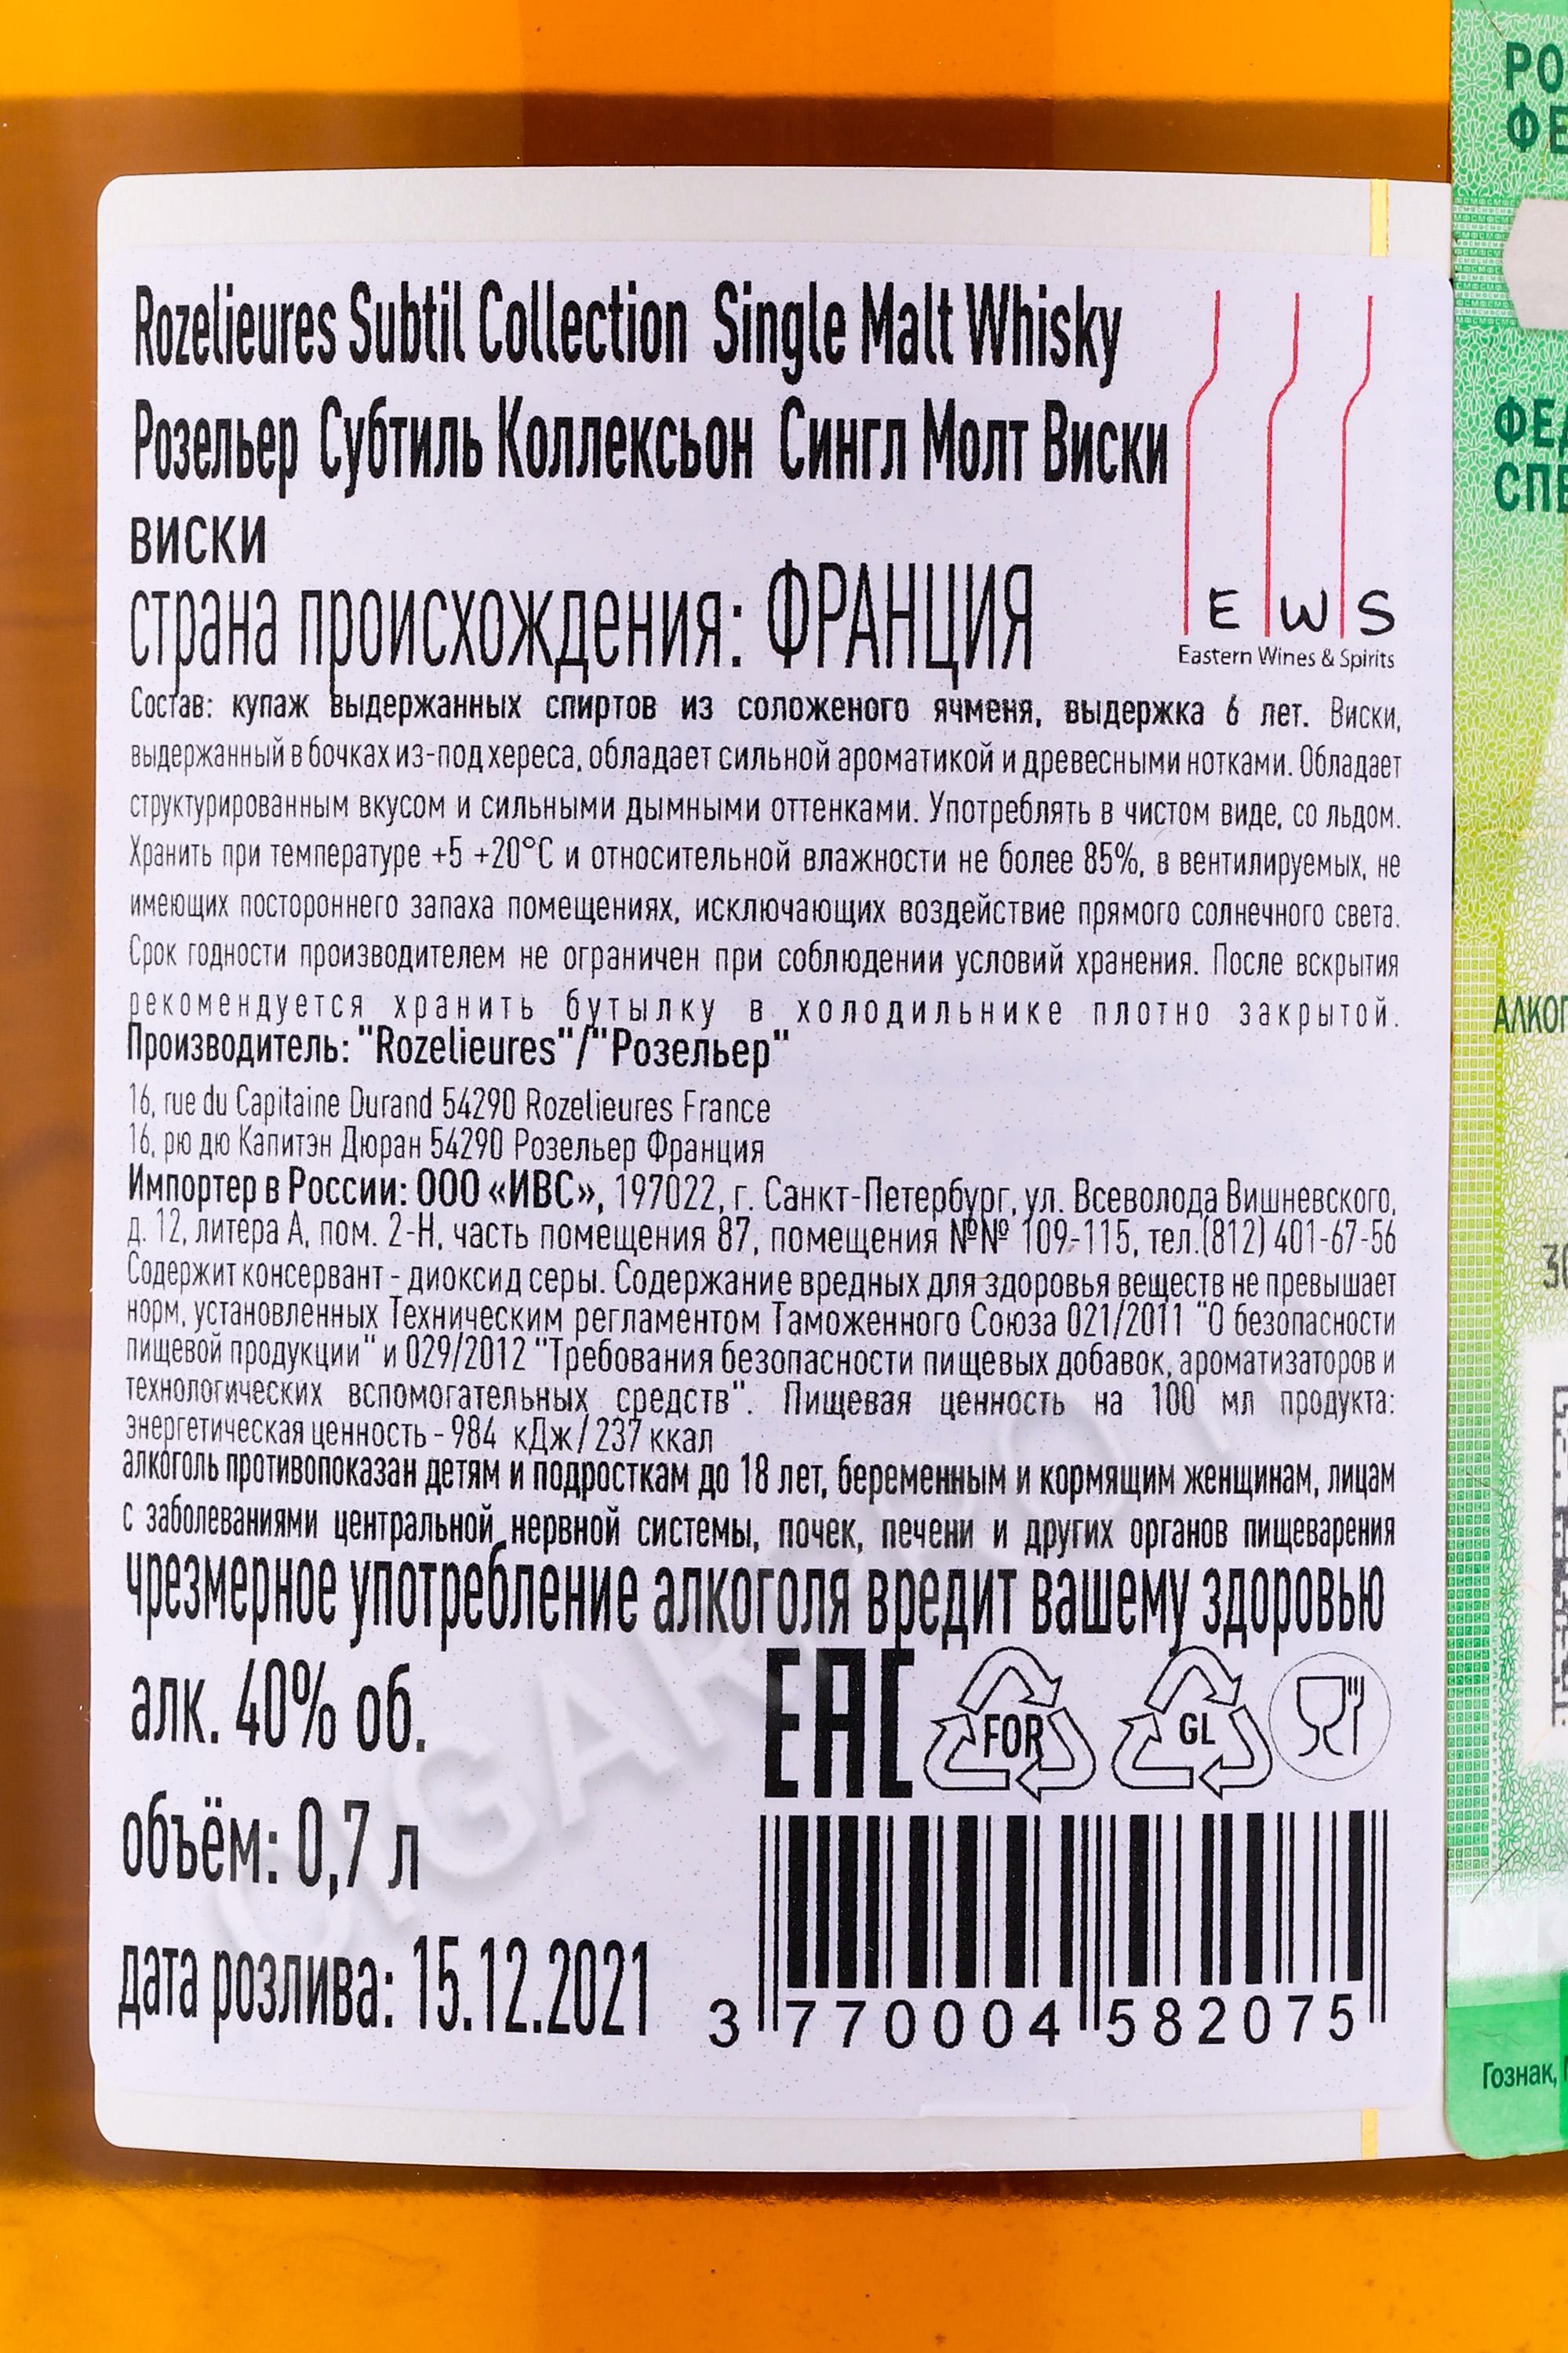 Rozelieures Subtil Collection Single Malt Whisky
Розельер Субтиль Коллексьон Сингл Молт Виски
виски
страна происхождения: ФРАНЦИЯ
E W S
Eastern Wines & Spirits
Состав: купаж выдержанных спиртов из соложеного ячменя, выдержка 6 лет. Виски,
выдержанный в бочках из-под хереса, обладает сильной ароматикой и древесными нотками. Обладает
структурированным вкусом и сильными дымными оттенками. Употреблять в чистом виде, со льдом.
Хранить при температуре +5 +20°С и относительной влажности не более 85%, в вентилируемых, не
имеющих постороннего запаха помещениях, исключающих воздействие прямого солнечного света.
Срок годности производителем не ограничен при соблюдении условий хранения. После вскрытия
рекомендуется хранить бутылку в холодильнике плотно закрытой.
Производитель: "Rozelieures"/"Розельер"
16, rue du Capitaine Durand 54290 Rozelieures France
16, рю дю Капитэн Дюран 54290 Розельер Франция
Импортер в России: ООО «ИВС», 197022, г. Санкт-Петербург, ул. Всеволода Вишневского,
д. 12, литера А, пом. 2-Н, часть помещения 87, помещения №№ 109-115, тел.(812) 401-67-56
Содержит консервант - диоксид серы. Содержание вредных для здоровья веществ не превышает
норм, установленных Техническим регламентом Таможенного Союза 021/2011 "О безопасности
пищевой продукции" и 029/2012 "Требования безопасности пищевых добавок, ароматизаторов и
технологических вспомогательных средств". Пищевая ценность на 100 мл продукта:
энергетическая ценность - 984 кДж/ 237 ккал
алкоголь противопоказан детям и подросткам до 18 лет, беременным и кормящим женщинам, лицам
с заболеваниями центральной нервной системы, почек, печени и других органов пищеварения
чрезмерное употребление алкоголя вредит вашему здоровью
алк. 40% об.
EAC FOR GL
объём: 0,7 л
дата розлива: 15.12.2021
3 770004 582075
РО
ФЕ
ФЕД
СПЕ
АЛКОГ
Гознак,